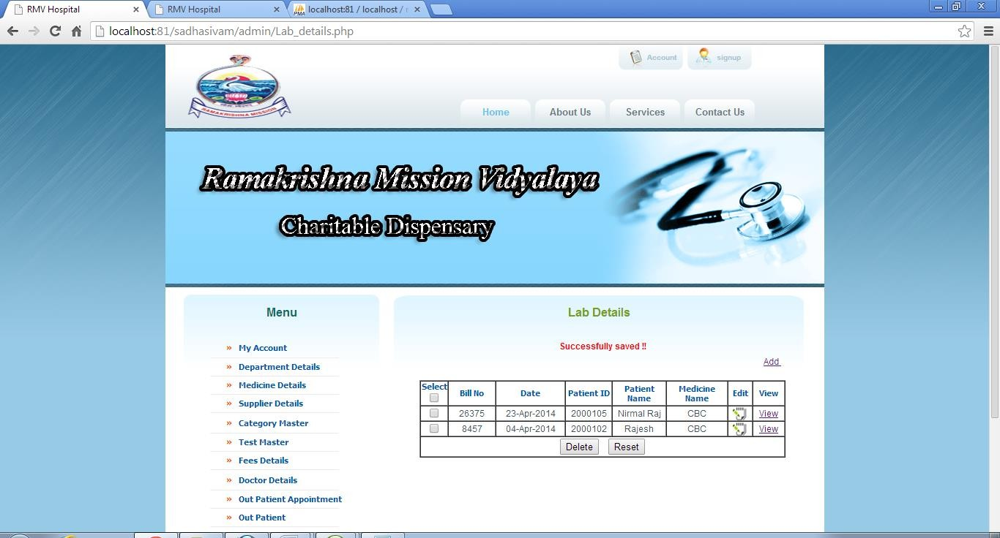 RMV Hospital
RMV Hospital
PMA localhost:81 / localhost /
localhost:81/sadhasivam/admin/Lab_details.php
Account
signup
RAMAKRISHNA MISSION
Home
About Us
Services
Contact Us
Ramakrishna Mission Vidyalaya
Charitable Dispensary
Menu
» My Account
» Department Details
» Medicine Details
» Supplier Details
» Category Master
» Test Master
» Fees Details
» Doctor Details
» Out Patient Appointment
» Out Patient
Lab Details
Successfully saved !!
Add
Select Bill No Date Patient ID Patient Name Medicine Name Edit View
26375 23-Apr-2014 2000105 Nirmal Raj CBC View
8457 04-Apr-2014 2000102 Rajesh CBC View
Delete Reset